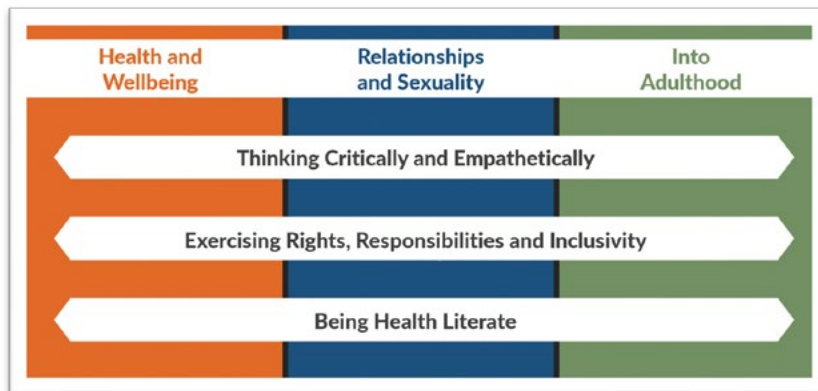 Health and
Wellbeing
Relationships
and Sexuality
Into
Adulthood
Thinking Critically and Empathetically
Exercising Rights, Responsibilities and Inclusivity
Being Health Literate